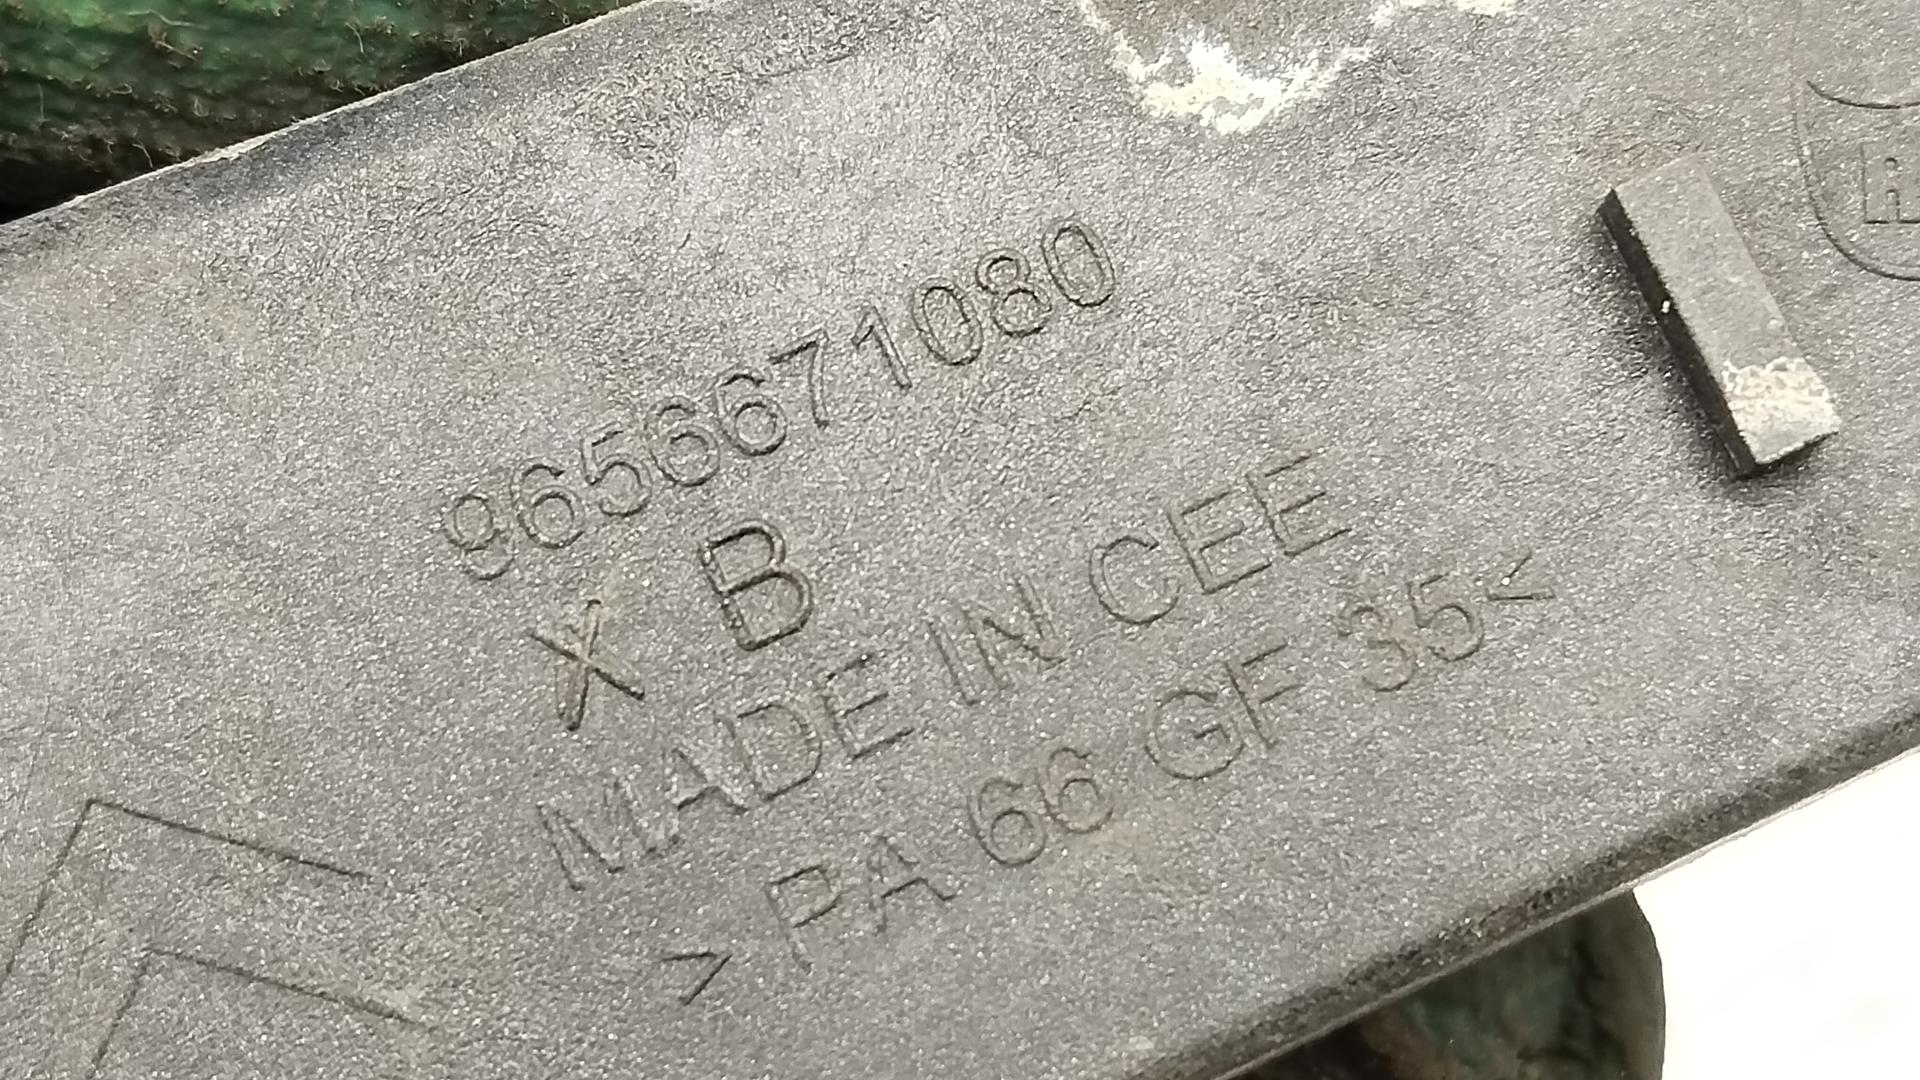 9656671080
X B
MADE IN CEE
>PA 66 GF 35<